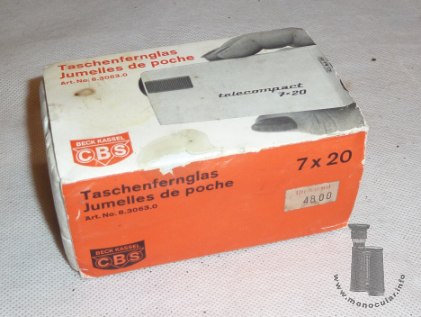 Taschenfernglas
Jumelles de poche
Art. No. 8.3053.0
telecompact
7×20
BECK KASSEL
CBS
Taschenfernglas
Jumelles de poche
Art. No. 8.3053.0
7 x 20
48.00
BECK KASSEL
CBS
www.monocular.info